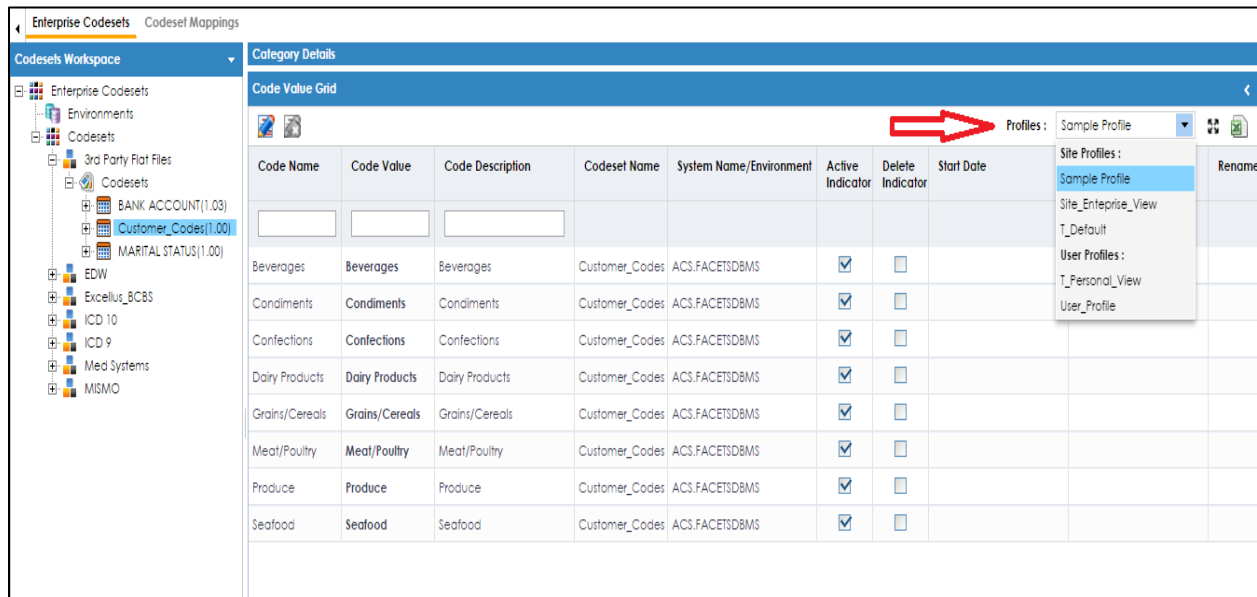 Enterprise Codesets Codeset Mappings
Codesets Workspace
Enterprise Codesets
Environments
Codesets
3rd Party Flat Files
Codesets
BANK ACCOUNT(1.03)
Customer_Codes(1.00)
MARITAL STATUS(1.00)
EDW
Excellus_BCBS
ICD 10
ICD 9
Med Systems
MISMO
Category Details
Code Value Grid
Profiles : Sample Profile
Site Profiles :
Sample Profile
Site_Enteprise_View
T_Default
User Profiles :
T_Personal_View
User_Profile
Code Name Code Value Code Description Codeset Name System Name/Environment Active Indicator Delete Indicator Start Date Rename
Beverages Beverages Beverages Customer_Codes ACS.FACETSDBMS
Condiments Condiments Condiments Customer_Codes ACS.FACETSDBMS
Confections Confections Confections Customer_Codes ACS.FACETSDBMS
Dairy Products Dairy Products Dairy Products Customer_Codes ACS.FACETSDBMS
Grains/Cereals Grains/Cereals Grains/Cereals Customer_Codes ACS.FACETSDBMS
Meat/Poultry Meat/Poultry Meat/Poultry Customer_Codes ACS.FACETSDBMS
Produce Produce Produce Customer_Codes ACS.FACETSDBMS
Seafood Seafood Seafood Customer_Codes ACS.FACETSDBMS